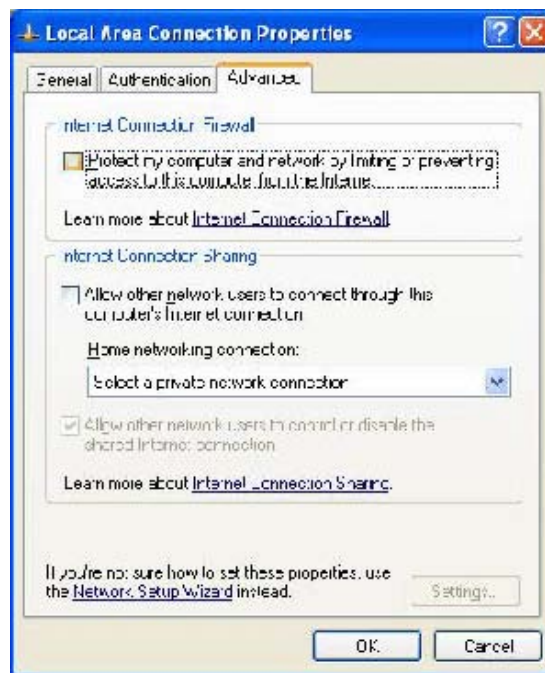 Local Area Connection Properties
General Authentication Advanced
Internet Connection Firewall
Protect my computer and network by limiting or preventing
access to this computer from the Internet
Learn more about Internet Connection Firewall.
Internet Connection Sharing
Allow other network users to connect through this
computer's Internet connection
Home networking connection:
Select a private network connection
Allow other network users to control or disable the
shared Internet connection
Learn more about Internet Connection Sharing.
If you're not sure how to set these properties, use
the Network Setup Wizard instead.
Settings...
OK Cancel